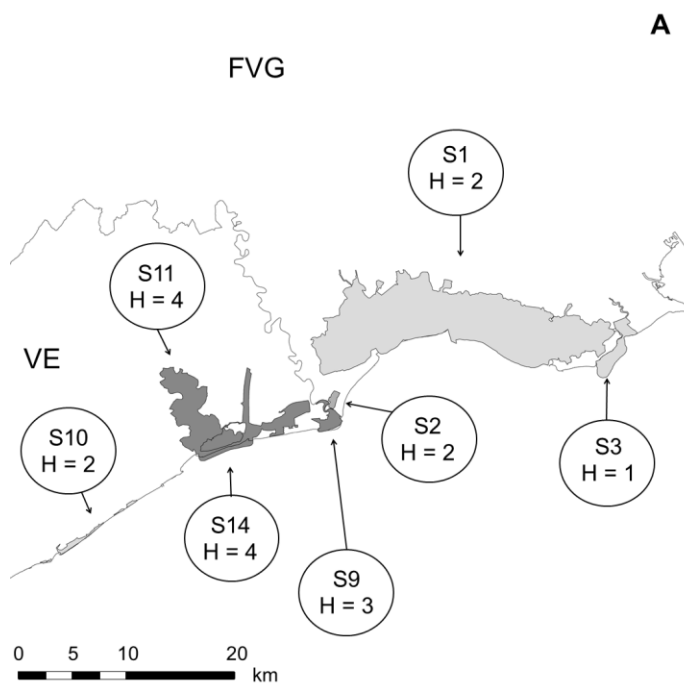 A
FVG
S1
H = 2
S11
H = 4
VE
S10
H = 2
S2
H = 2
S3
H = 1
S14
H = 4
S9
H = 3
0 5 10 20
km